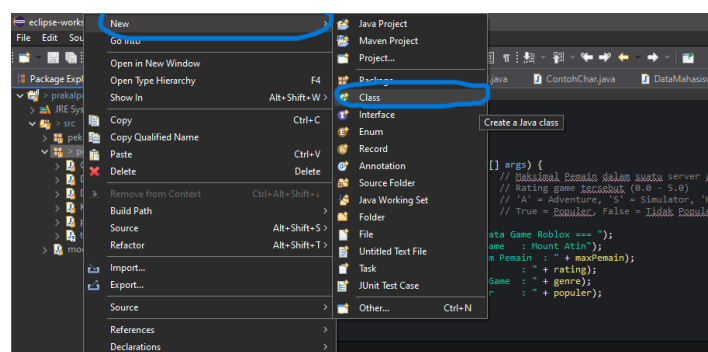 eclipse-works
File Edit Sou
Package Expl
prakalp
JRE Sys
src
pek
mo
New
Go Into
Open in New Window
Open Type Hierarchy F4
Show In Alt+Shift+W >
Copy Ctrl+C
Copy Qualified Name
Paste Ctrl+V
Delete Delete
Remove from Context Ctrl+Alt+Shift+↓
Build Path >
Source Alt+Shift+S >
Refactor Alt+Shift+T >
Import...
Export...
Source >
References >
Declarations >
Java Project
Maven Project
Project...
Package
Class
Interface
Enum
Record
Annotation
Source Folder
Java Working Set
Folder
File
Untitled Text File
Task
JUnit Test Case
Other... Ctrl+N
Create a Java class
.java ContohChar.java DataMahasisw
[] args) {
// Maksimal Pemain dalam suatu server
// Rating game tersebut (0.0 - 5.0)
// 'A' = Adventure, 'S' = Simulator, '
// True = Populer, False = Tidak Popule
ata Game Roblox === ");
ame : Mount Atin");
m Pemain : " + maxPemain);
: " + rating);
Game : " + genre);
r : " + populer);